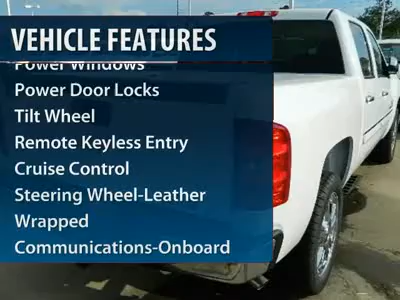 VEHICLE FEATURES
Power Windows
Power Door Locks
Tilt Wheel
Remote Keyless Entry
Cruise Control
Steering Wheel-Leather
Wrapped
Communications-Onboard